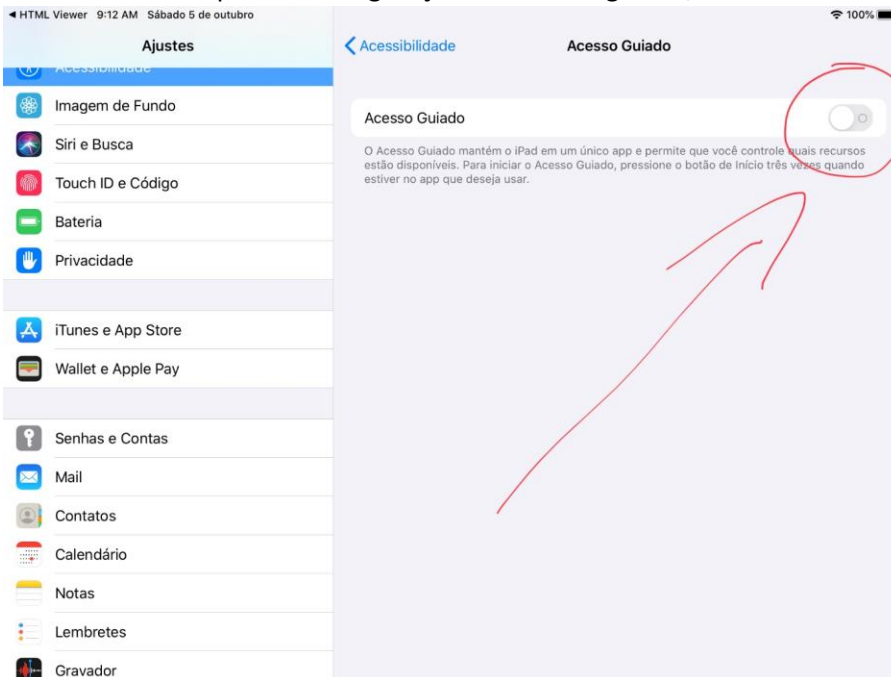 HTML Viewer 9:12 AM Sábado 5 de outubro
100%
Ajustes
Acessibilidade
Imagem de Fundo
Siri e Busca
Touch ID e Código
Bateria
Privacidade
iTunes e App Store
Wallet e Apple Pay
Senhas e Contas
Mail
Contatos
Calendário
Notas
Lembretes
Gravador
Acessibilidade
Acesso Guiado
Acesso Guiado
O Acesso Guiado mantém o iPad em um único app e permite que você controle quais recursos
estão disponíveis. Para iniciar o Acesso Guiado, pressione o botão de Início três vezes quando
estiver no app que deseja usar.